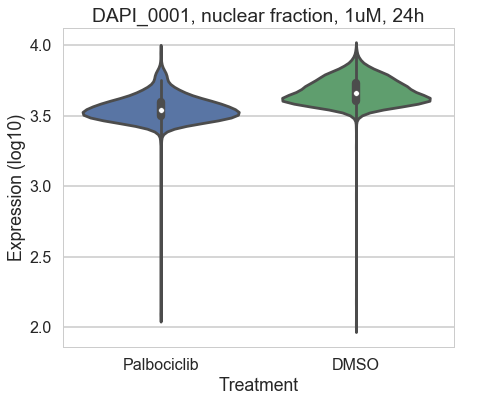 DAPI_0001, nuclear fraction, 1uM, 24h
Expression (log10)
4.0
3.5
3.0
2.5
2.0
Palbociclib
DMSO
Treatment